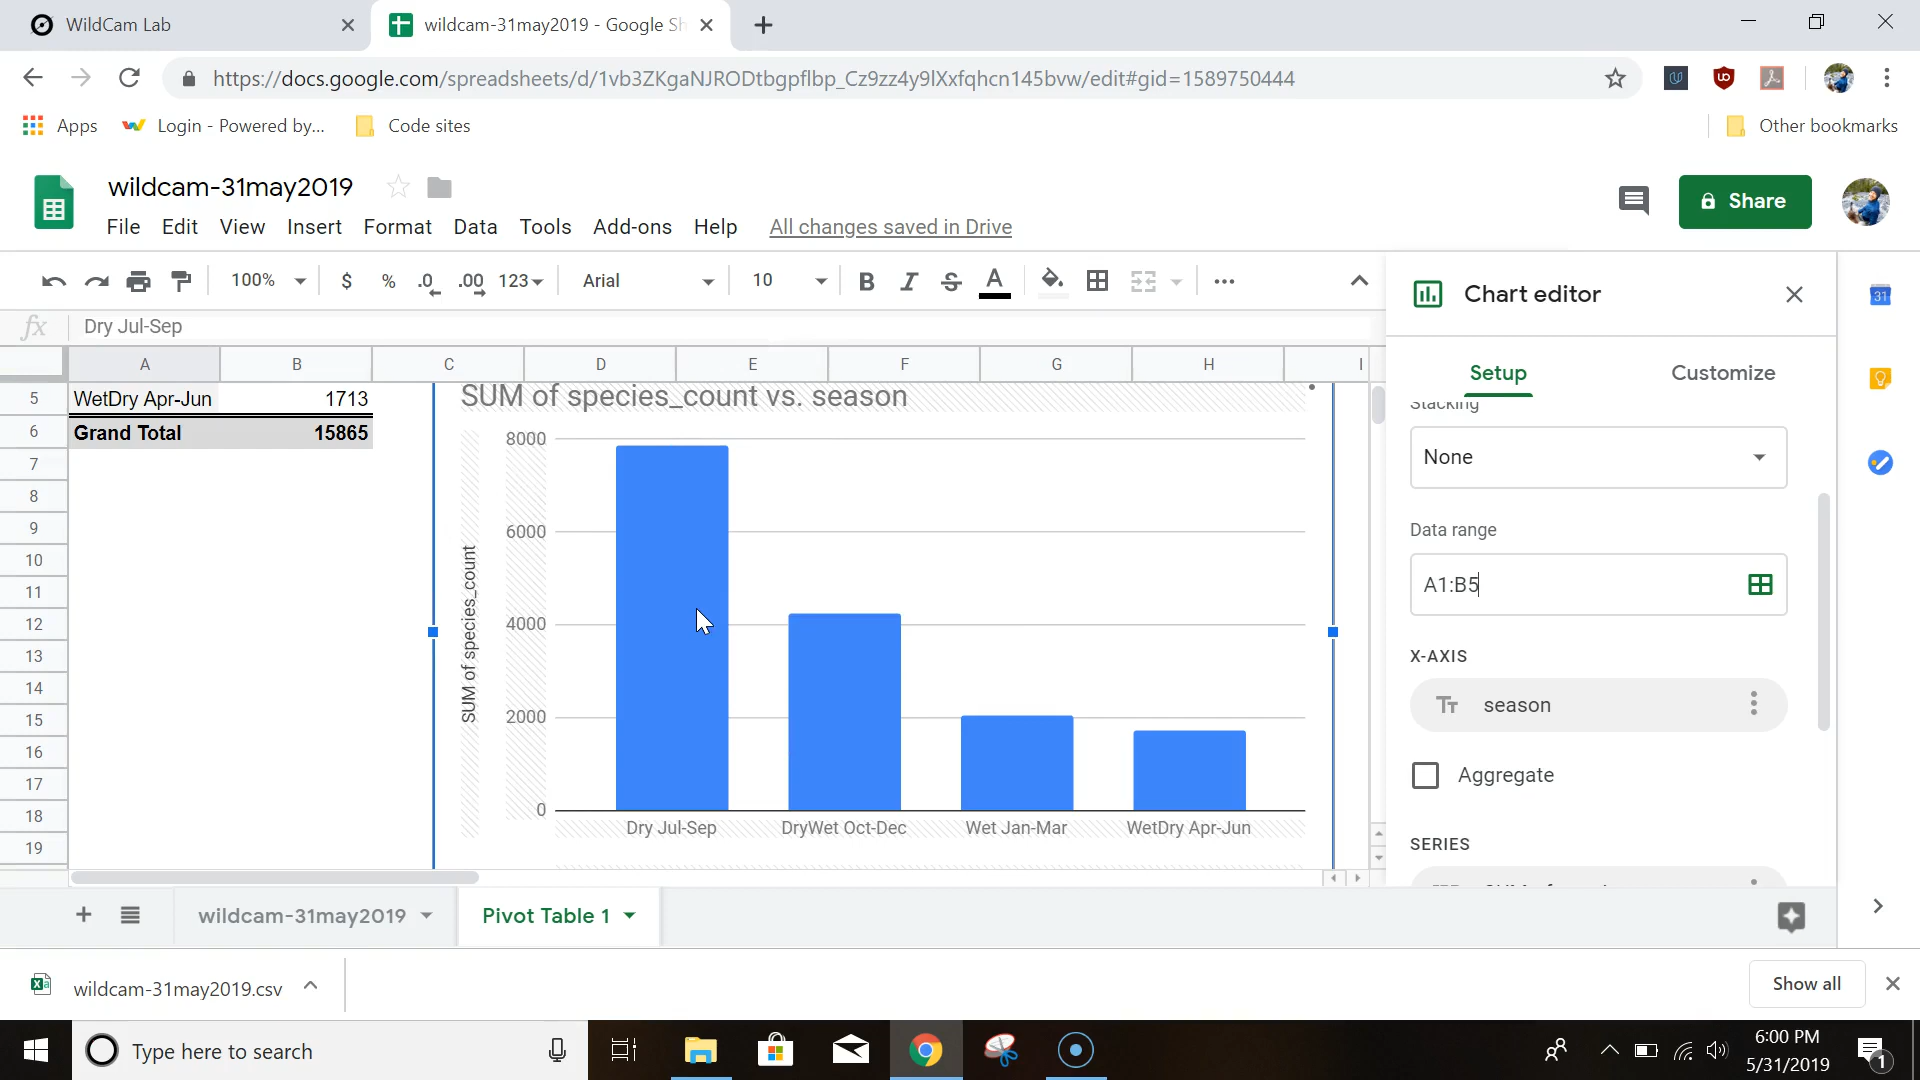 WildCam Lab
wildcam-31may2019 - Google Sh
https://docs.google.com/spreadsheets/d/1vb3ZKgaNJRODtbgpflbp_Cz9zz4y9lXxfqhcn145bvw/edit#gid=1589750444
Apps
Login - Powered by...
Code sites
Other bookmarks
wildcam-31may2019
File Edit View Insert Format Data Tools Add-ons Help All changes saved in Drive
Share
100% $ % .0 .00 123 Arial 10 B I S A
fx Dry Jul-Sep
A B C D E F G H I
5 WetDry Apr-Jun 1713
6 Grand Total 15865
7
8
9
10
11
12
13
14
15
16
17
18
19
SUM of species_count vs. season
SUM of species_count
8000
6000
4000
2000
0
Dry Jul-Sep DryWet Oct-Dec Wet Jan-Mar WetDry Apr-Jun
Chart editor
Setup Customize
Stacking
None
Data range
A1:B5
X-AXIS
Tт season
Aggregate
SERIES
31
wildcam-31may2019
Pivot Table 1
wildcam-31may2019.csv
Show all
Type here to search
6:00 PM
5/31/2019
1